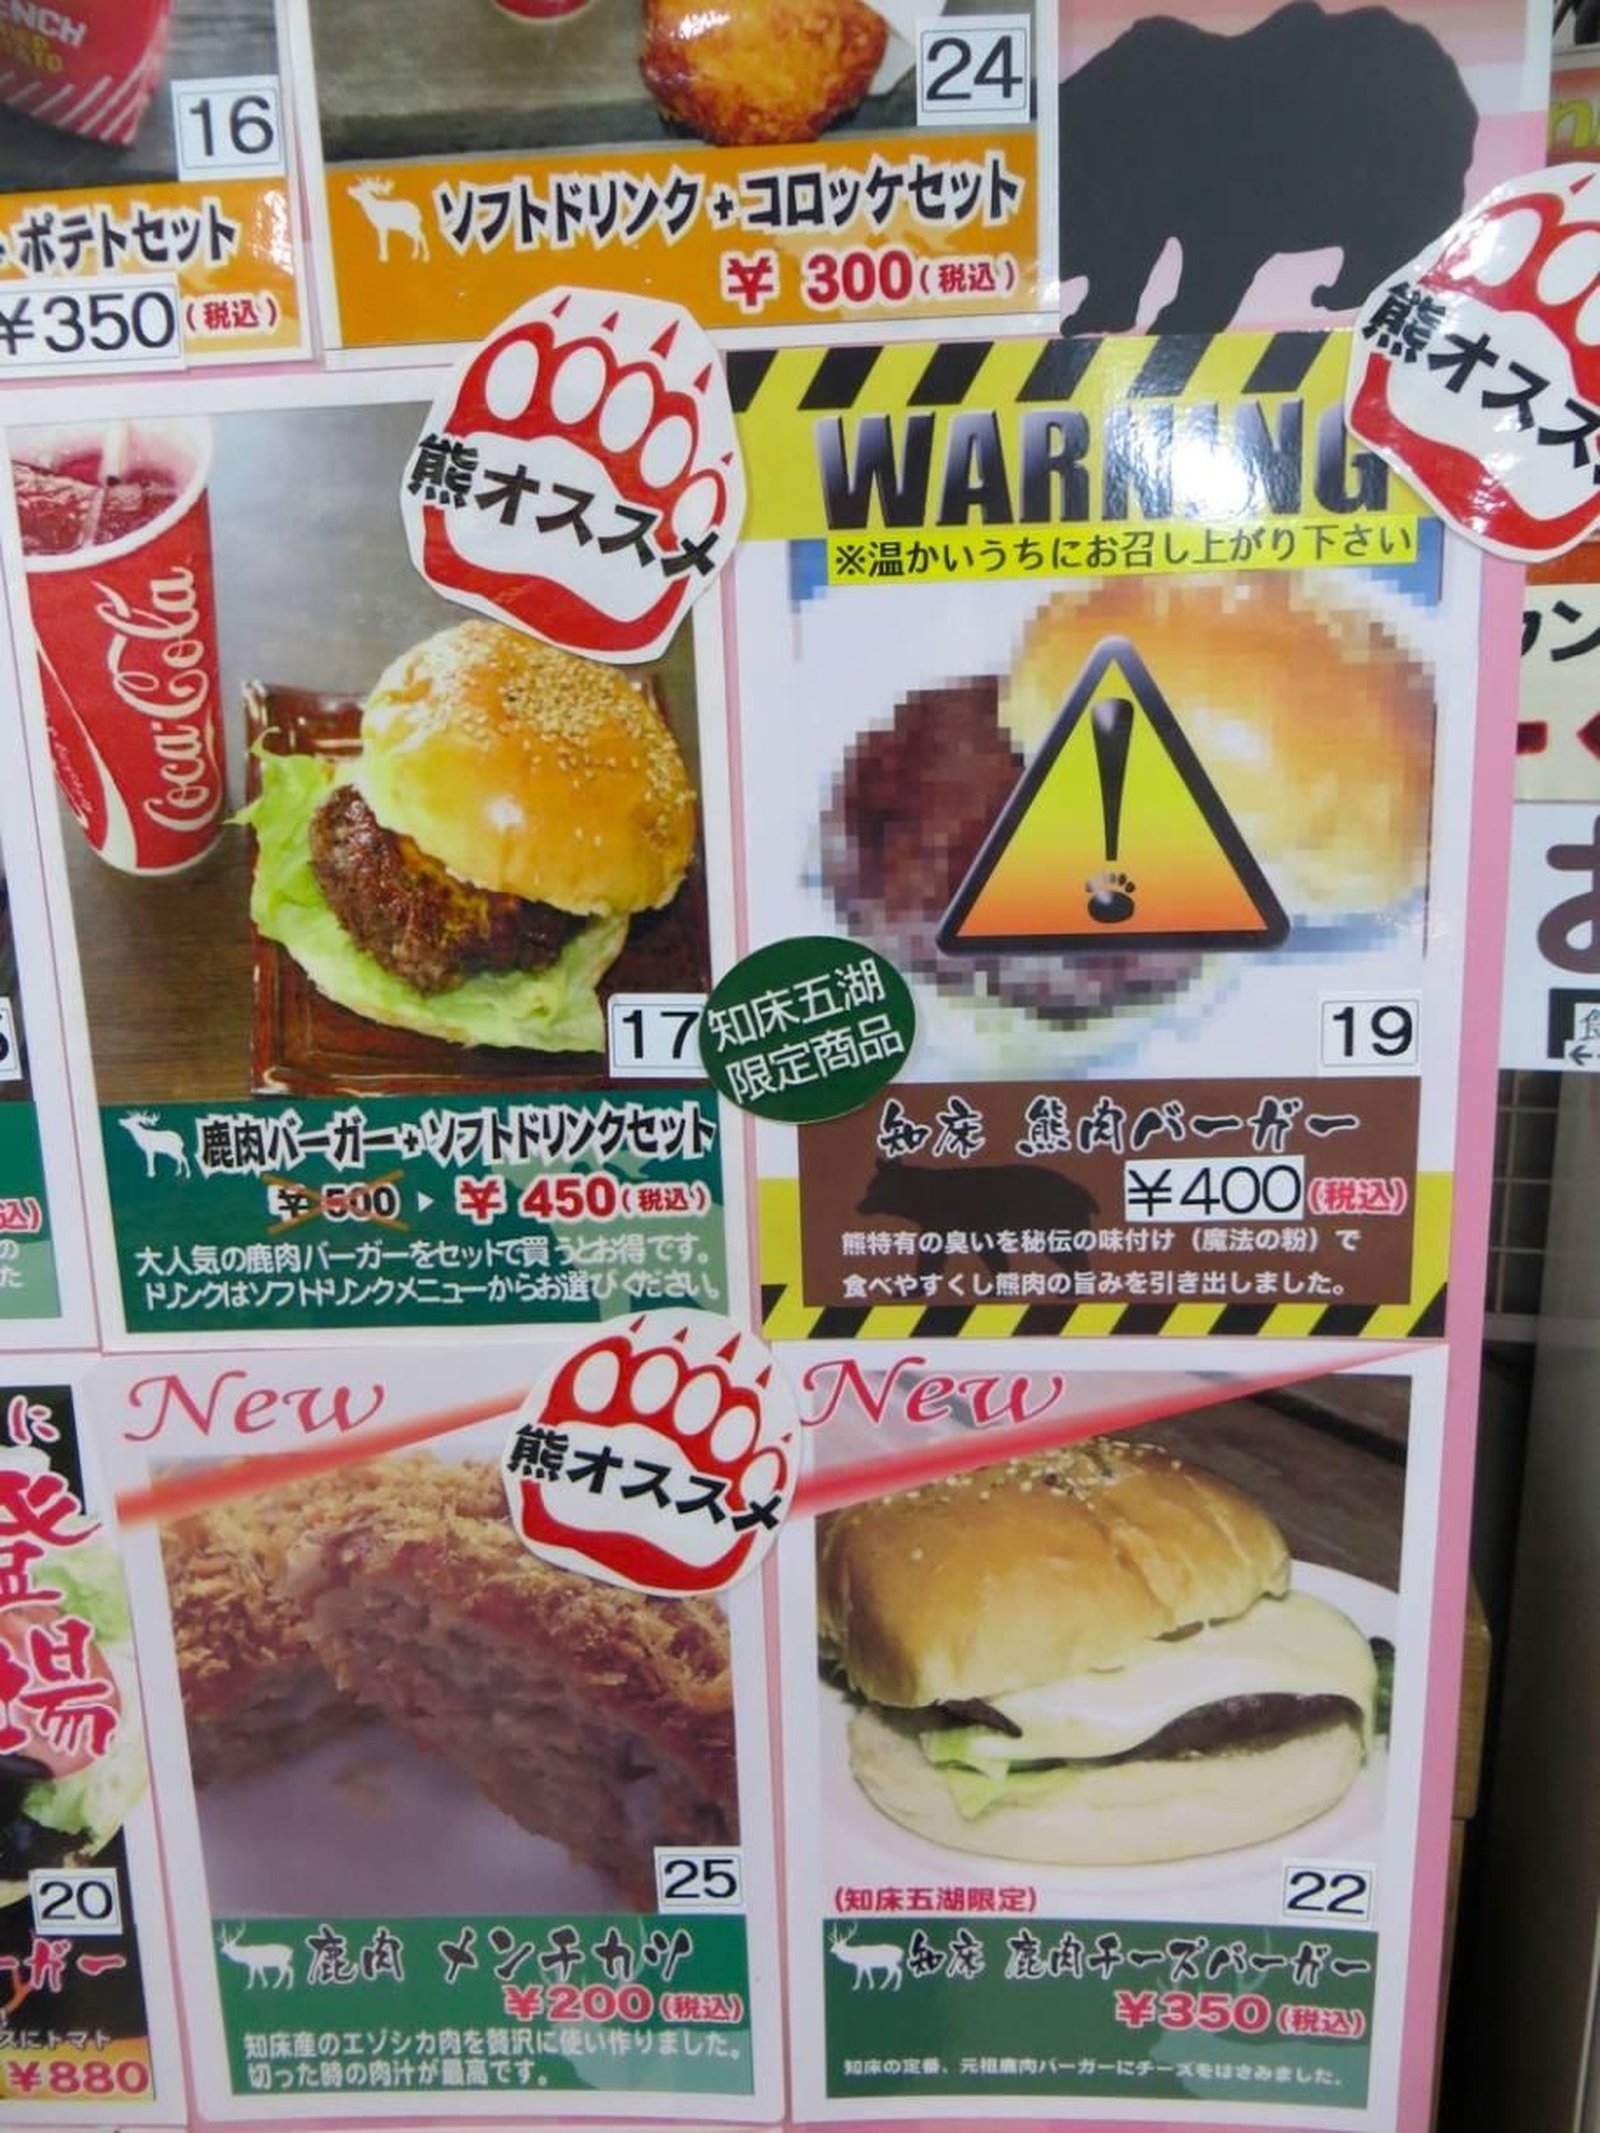 ENCH
16
24
ポテトセット
¥350(税込)
ソフトドリンク+コロッケセット
¥ 300(税込)
熊オススメ
熊オスス
WARNING
※温かいうちにお召し上がり下さい
Coca-Cola
17
知床五湖
限定商品
19
鹿肉バーガー+ソフトドリンクセット
¥ 500 ▶ ¥ 450(税込)
大人気の鹿肉バーガーをセットで買うとお得です。
ドリンクはソフトドリンクメニューからお選びください。
知床 熊肉バーガー
¥400(税込)
熊特有の臭いを秘伝の味付け(魔法の粉)で
食べやすくし熊肉の旨みを引き出しました。
New
熊オススメ
New
に
登
場
20
ーガー
スにトマト
¥880
25
鹿肉 メンチカツ
¥200(税込)
知床産のエゾシカ肉を贅沢に使い作りました。
切った時の肉汁が最高です。
(知床五湖限定)
22
知床 鹿肉チーズバーガー
¥350(税込)
知床の定番、元祖鹿肉バーガーにチーズをはさみました。